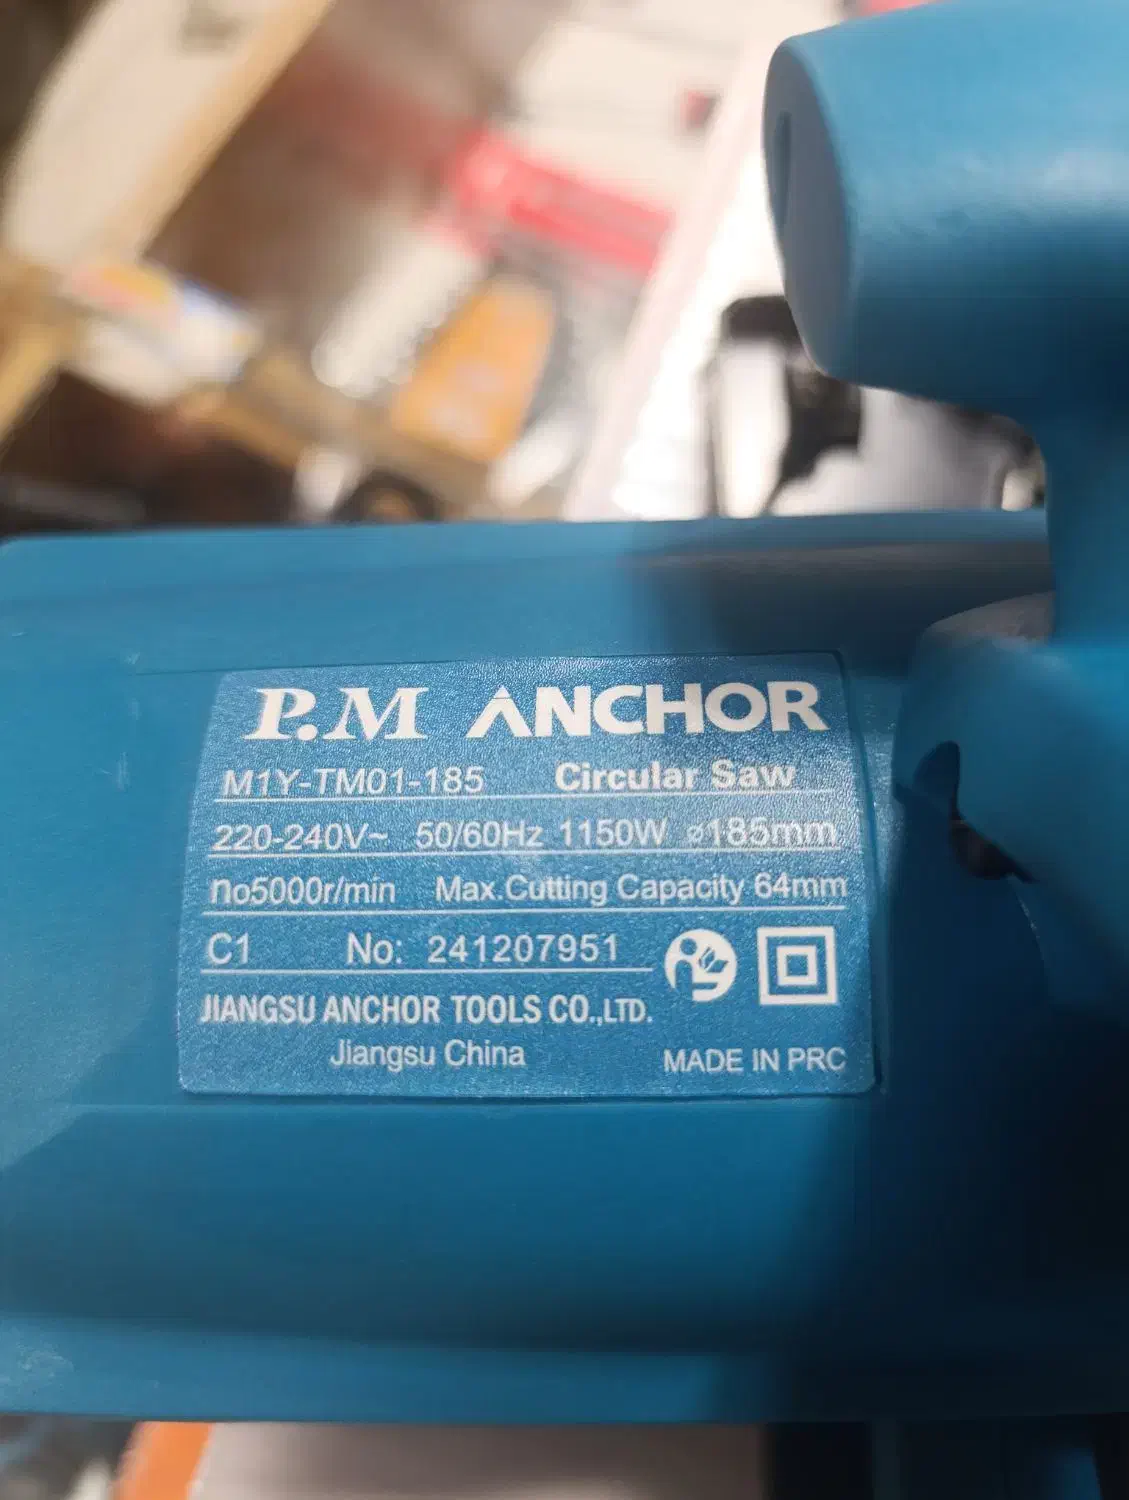 P.M ANCHOR
M1Y-TM01-185 Circular Saw
220-240V~ 50/60Hz 1150W ⌀185mm
no5000r/min Max.Cutting Capacity 64mm
C1 No: 241207951
JIANGSU ANCHOR TOOLS CO.,LTD.
Jiangsu China MADE IN PRC